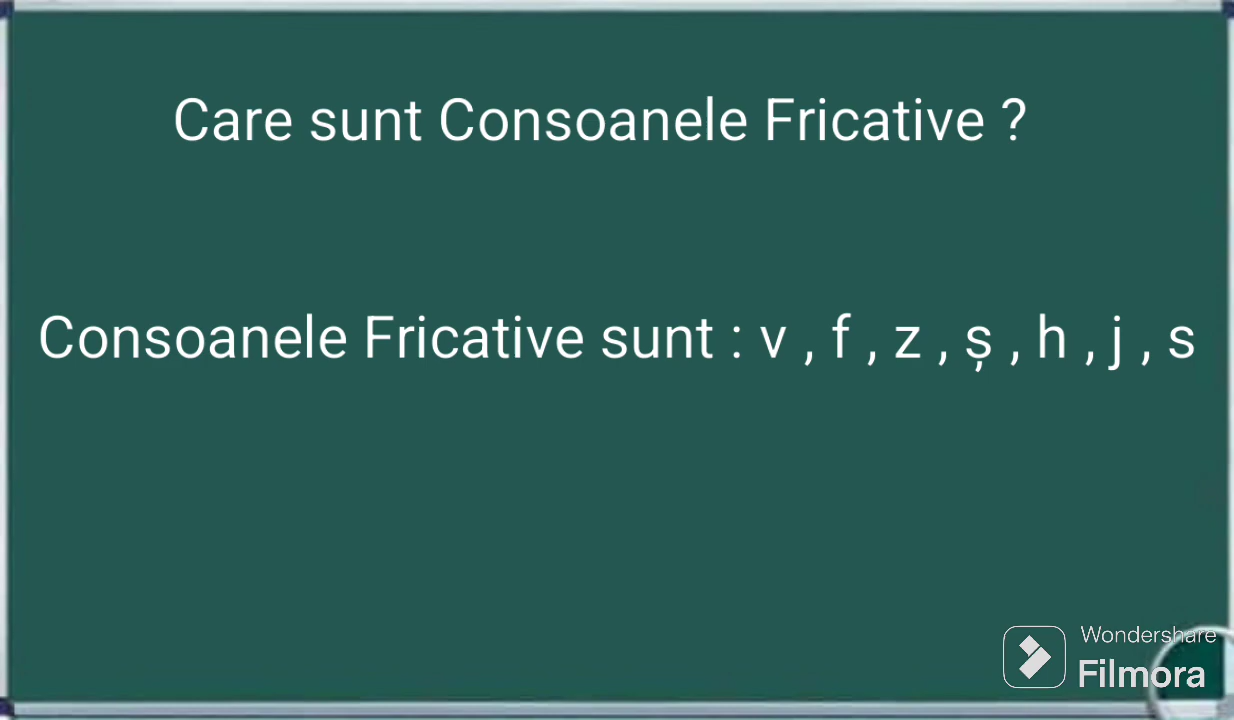 Care sunt Consoanele Fricative ?
Consoanele Fricative sunt : v , f , z , ș , h , j , s
Wondershare
Filmora